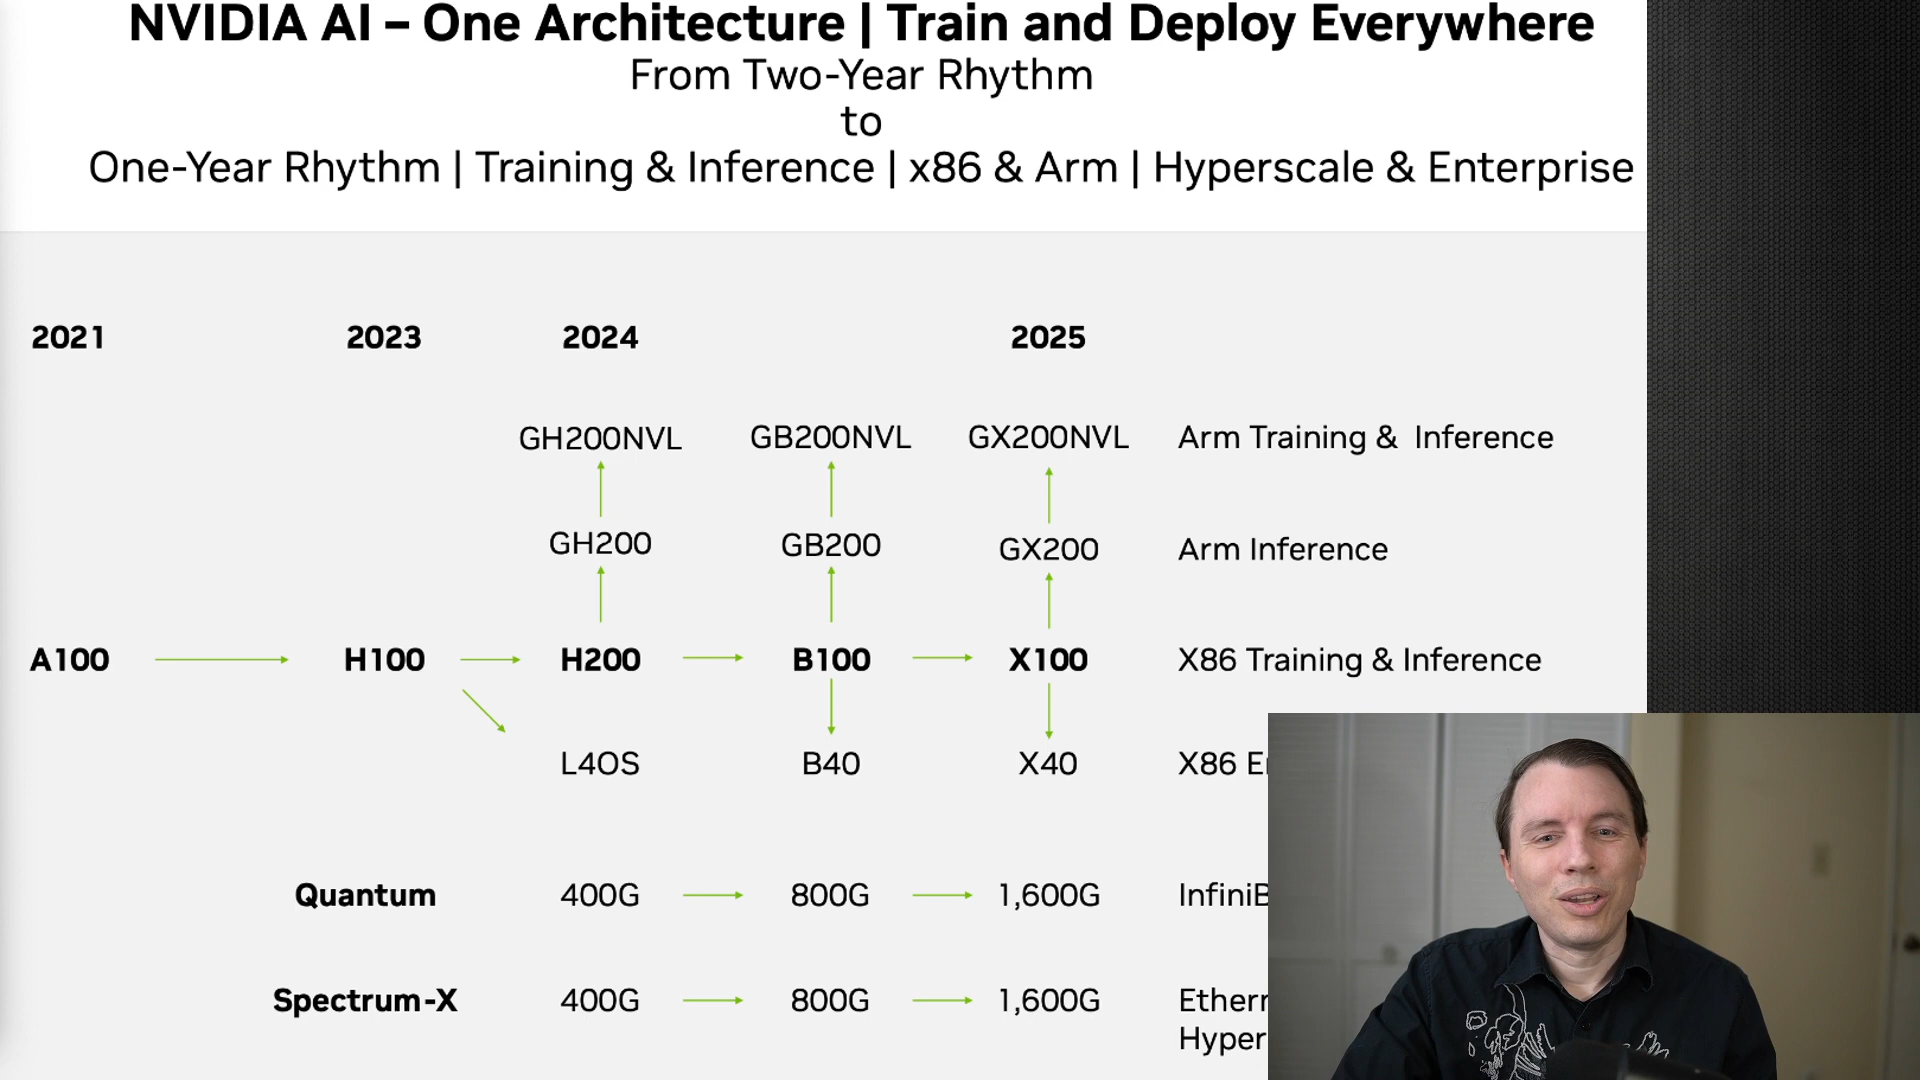 NVIDIA AI – One Architecture | Train and Deploy Everywhere
From Two-Year Rhythm
to
One-Year Rhythm | Training & Inference | x86 & Arm | Hyperscale & Enterprise
2021 2023 2024 2025
GH200NVL GB200NVL GX200NVL Arm Training & Inference
GH200 GB200 GX200 Arm Inference
A100 H100 H200 B100 X100 X86 Training & Inference
L4OS B40 X40 X86
Quantum 400G 800G 1,600G
Spectrum-X 400G 800G 1,600G